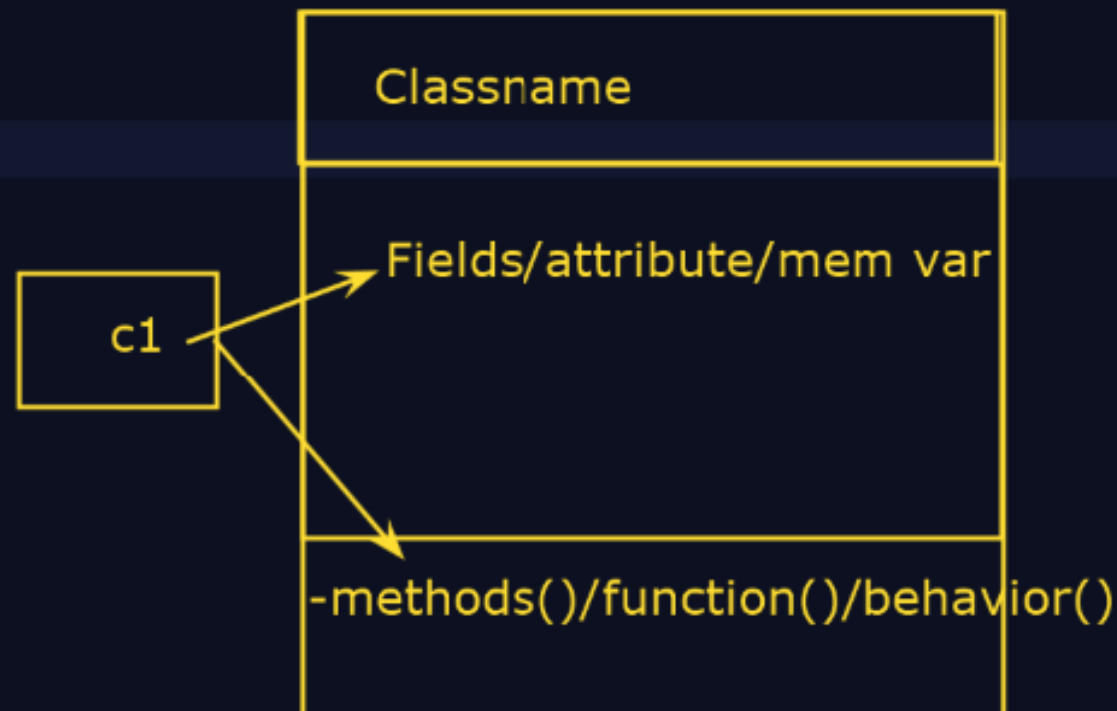 Classname
Fields/attribute/mem var
c1
-methods()/function()/behavior()